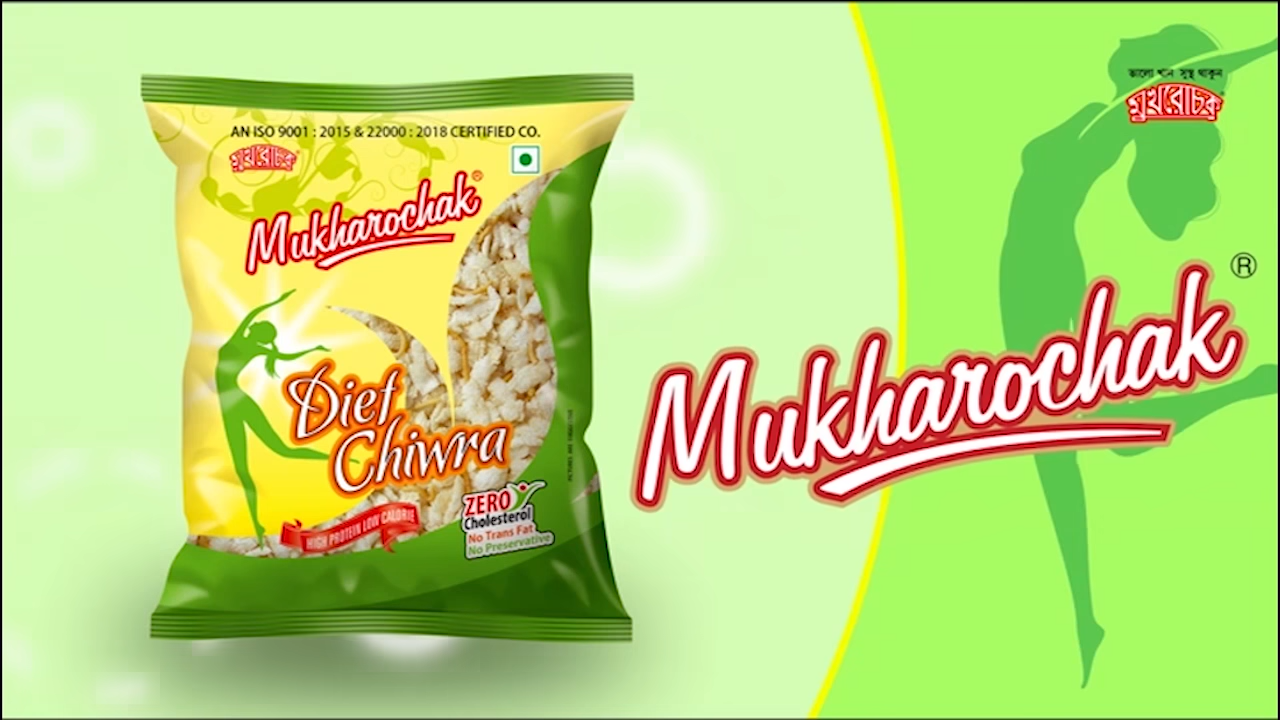 AN ISO 9001 : 2015 & 22000 : 2018 CERTIFIED CO.
মুখরোচক
Mukharochak®
Diet
Chiwra
HIGH PROTEIN LOW CALORIE
ZERO
Cholesterol
No Trans Fat
No Preservative
ভালো খান সুস্থ থাকুন
মুখরোচক
Mukharochak®